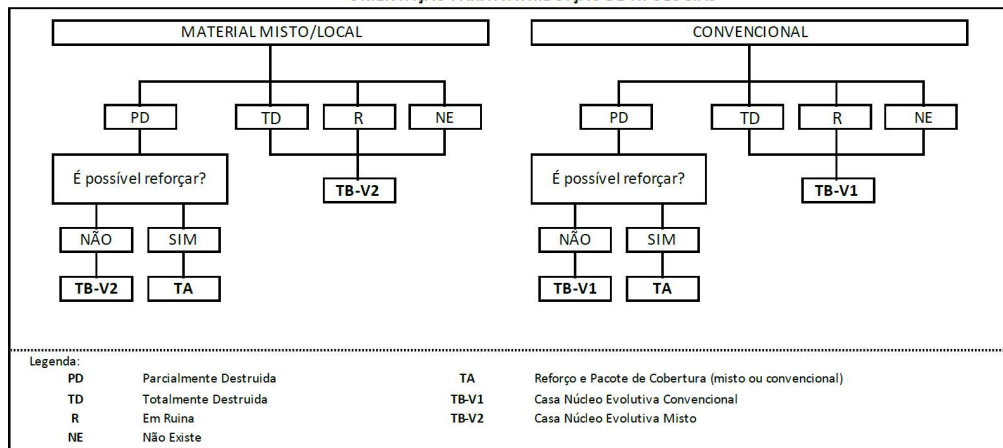 MATERIAL MISTO/LOCAL CONVENCIONAL
PD TD R NE PD TD R NE
É possível reforçar? TB-V2 É possível reforçar? TB-V1
NÃO SIM NÃO SIM
TB-V2 TA TB-V1 TA
Legenda:
PD Parcialmente Destruida TA Reforço e Pacote de Cobertura (misto ou convencional)
TD Totalmente Destruida TB-V1 Casa Núcleo Evolutiva Convencional
R Em Ruina TB-V2 Casa Núcleo Evolutiva Misto
NE Não Existe